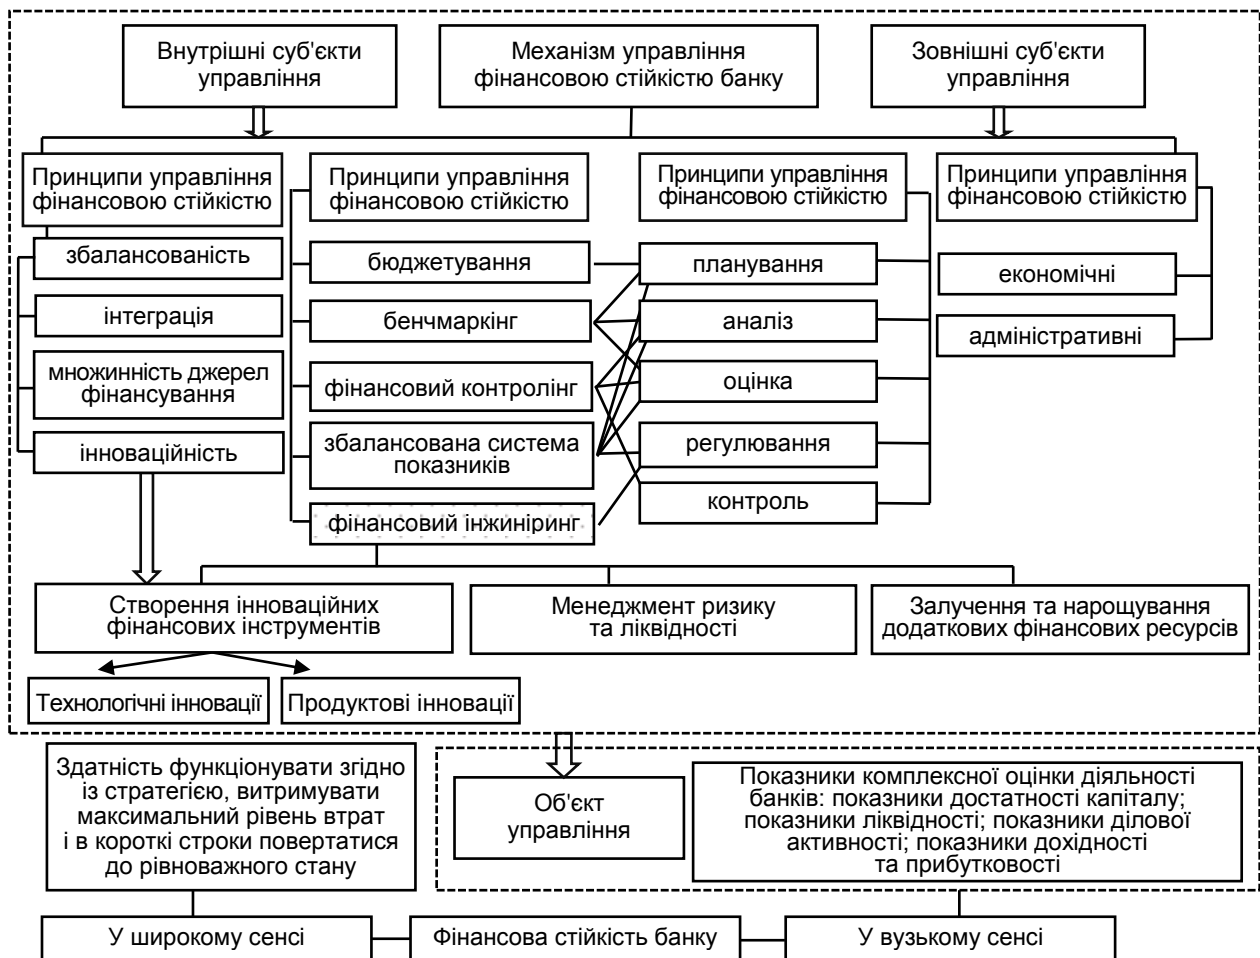 Внутрішні суб'єкти
управління
Механізм управління
фінансовою стійкістю банку
Зовнішні суб'єкти
управління
Принципи управління
фінансовою стійкістю
Принципи управління
фінансовою стійкістю
Принципи управління
фінансовою стійкістю
Принципи управління
фінансовою стійкістю
збалансованість
інтеграція
множинність джерел
фінансування
інноваційність
бюджетування
бенчмаркінг
фінансовий контролінг
збалансована система
показників
фінансовий інжиніринг
планування
аналіз
оцінка
регулювання
контроль
економічні
адміністративні
Створення інноваційних
фінансових інструментів
Менеджмент ризику
та ліквідності
Залучення та нарощування
додаткових фінансових ресурсів
Технологічні інновації
Продуктові інновації
Здатність функціонувати згідно
із стратегією, витримувати
максимальний рівень втрат
і в короткі строки повертатися
до рівноважного стану
Об'єкт
управління
Показники комплексної оцінки діяльності
банків: показники достатності капіталу;
показники ліквідності; показники ділової
активності; показники дохідності
та прибутковості
У широкому сенсі
Фінансова стійкість банку
У вузькому сенсі